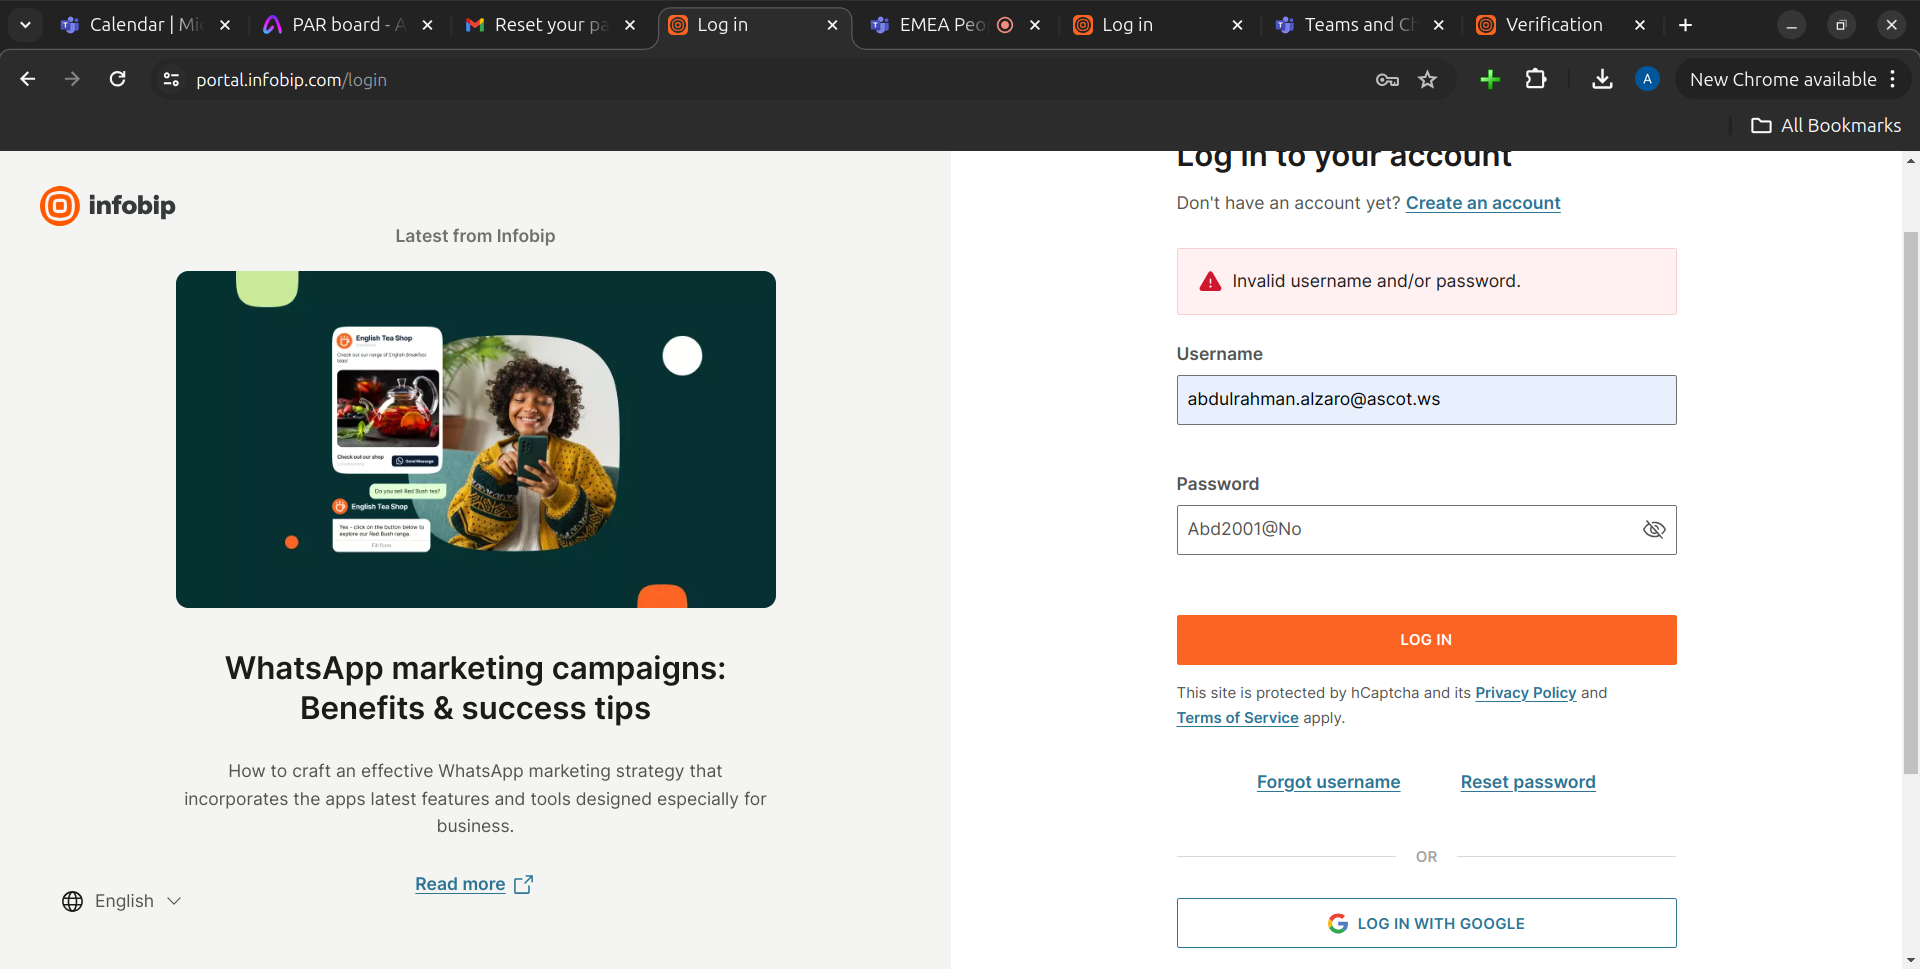 Calendar | Mi
PAR board - A
Reset your pa
Log in
EMEA Peo
Log in
Teams and Ch
Verification
portal.infobip.com/login
A
New Chrome available
All Bookmarks
infobip
Latest from Infobip
English Tea Shop
Check out our range of English Breakfast
teas!
Check out our shop
Send Message
Do you sell Red Bush tea?
English Tea Shop
Yes - click on the button below to
explore our Red Bush range.
WhatsApp marketing campaigns:
Benefits & success tips
How to craft an effective WhatsApp marketing strategy that
incorporates the apps latest features and tools designed especially for
business.
Read more
English
Log in to your account
Don't have an account yet? Create an account
Invalid username and/or password.
Username
abdulrahman.alzaro@ascot.ws
Password
Abd2001@No
LOG IN
This site is protected by hCaptcha and its Privacy Policy and
Terms of Service apply.
Forgot username
Reset password
OR
LOG IN WITH GOOGLE